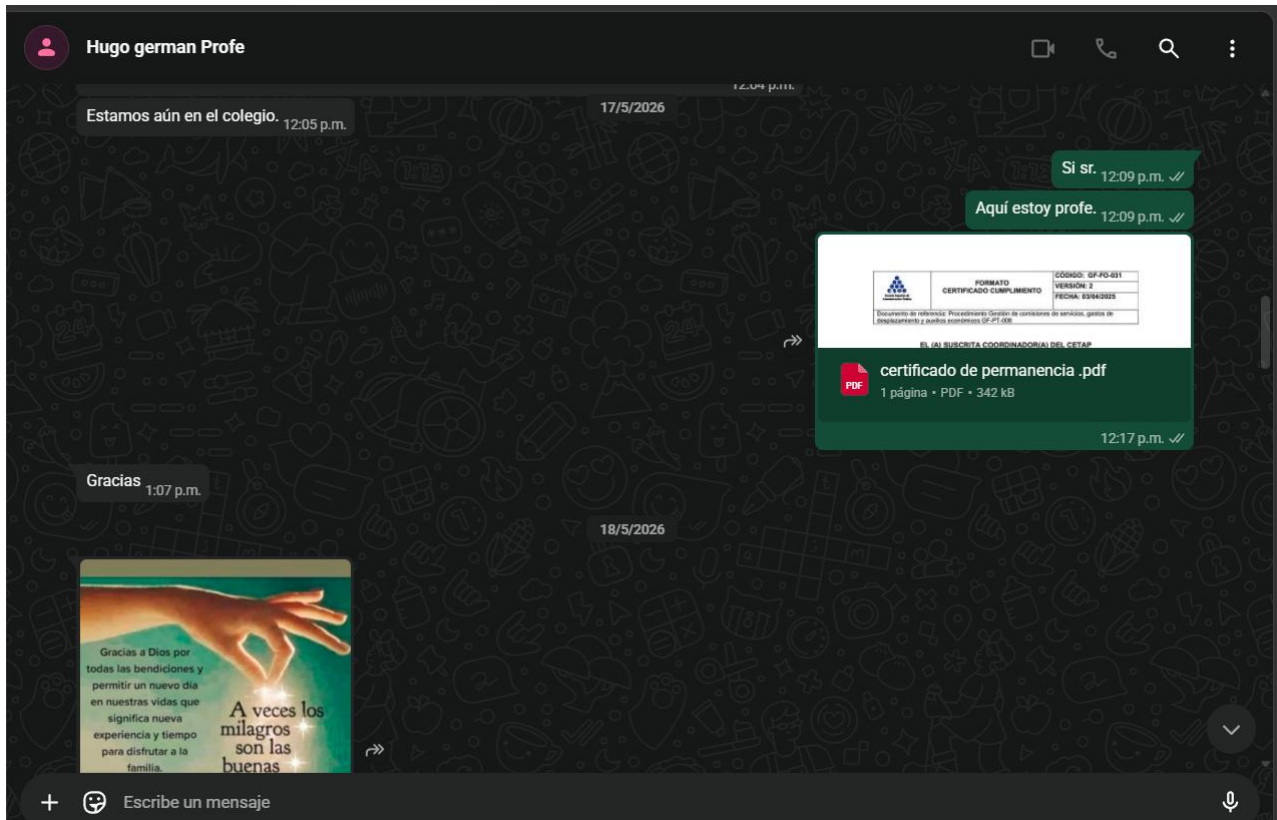 Hugo german Profe
12:04 p.m.
17/5/2026
Estamos aún en el colegio. 12:05 p.m.
Si sr. 12:09 p.m.
Aquí estoy profe. 12:09 p.m.
FORMATO
CERTIFICADO CUMPLIMIENTO
CÓDIGO: GF-FO-031
VERSIÓN: 2
FECHA: 03/04/2025
Documento de referencia: Procedimiento Gestión de comisiones de servicios, gastos de
desplazamiento y auxilios económicos GF-PT-008
EL (A) SUSCRITA COORDINADOR(A) DEL CETAP
PDF
certificado de permanencia .pdf
1 página • PDF • 342 kB
12:17 p.m.
Gracias 1:07 p.m.
18/5/2026
Gracias a Dios por
todas las bendiciones y
permitir un nuevo día
en nuestras vidas que
significa nueva
experiencia y tiempo
para disfrutar a la
familia.
A veces los
milagros
son las
buenas
Escribe un mensaje